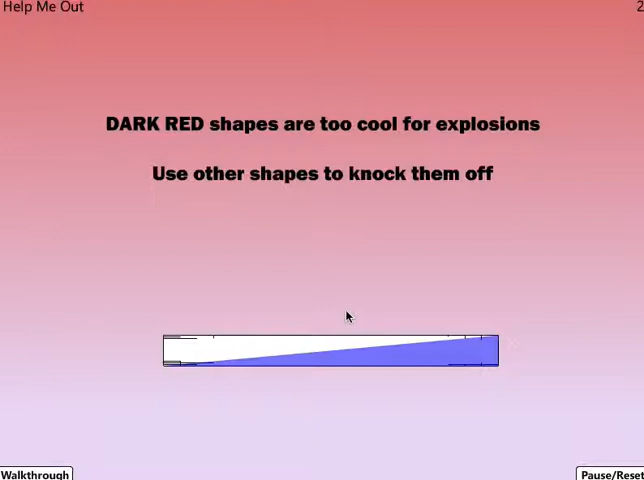 Help Me Out
2
DARK RED shapes are too cool for explosions
Use other shapes to knock them off
Walkthrough
Pause/Reset